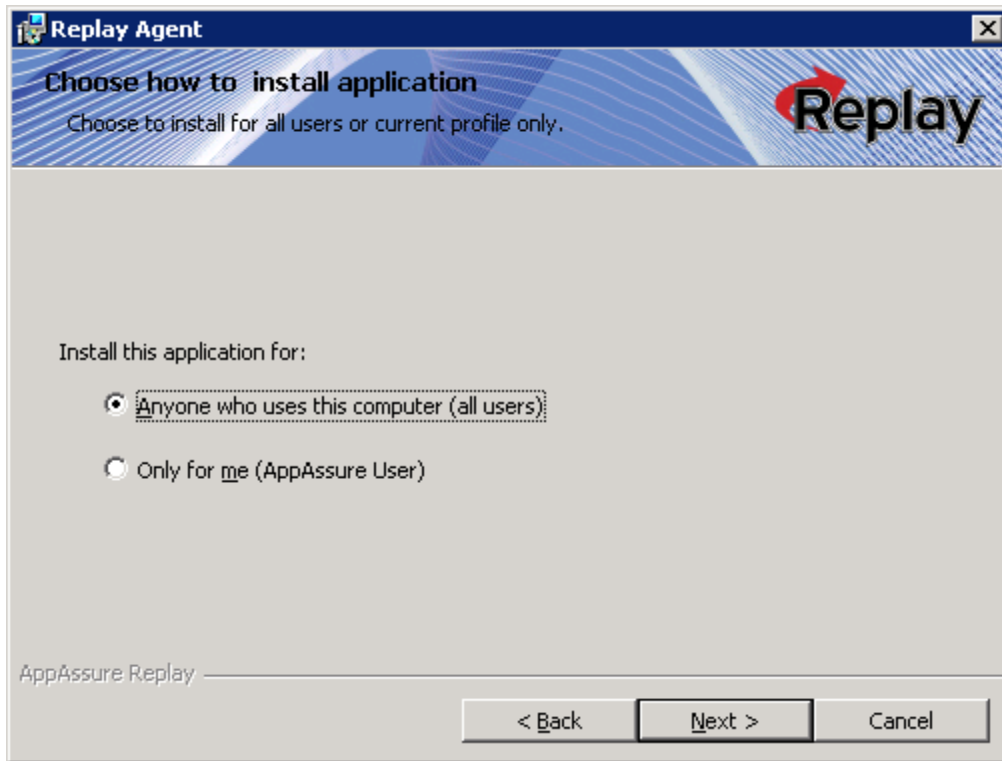 Replay Agent
Choose how to install application
Choose to install for all users or current profile only.
Replay
Install this application for:
Anyone who uses this computer (all users)
Only for me (AppAssure User)
AppAssure Replay
< Back
Next >
Cancel